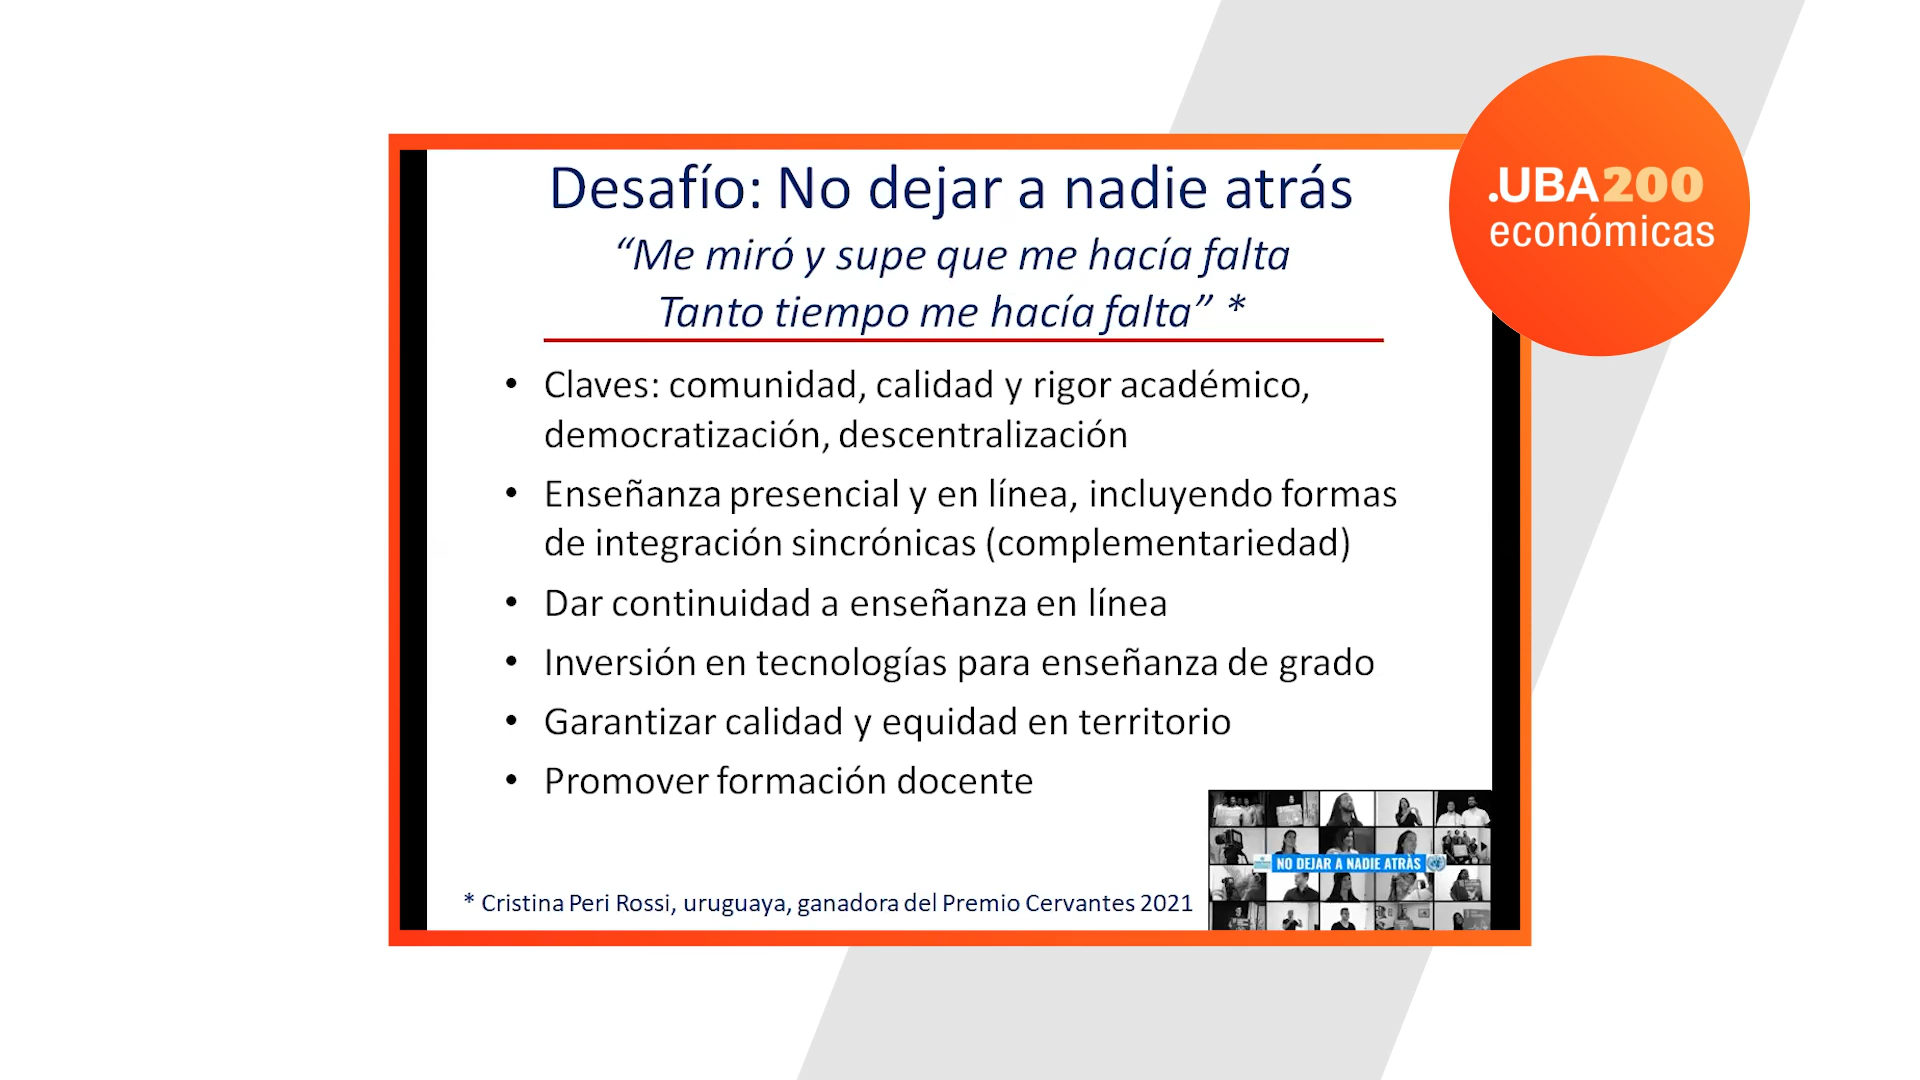 .UBA200
económicas
Desafío: No dejar a nadie atrás
“Me miró y supe que me hacía falta
Tanto tiempo me hacía falta” *
• Claves: comunidad, calidad y rigor académico,
democratización, descentralización
• Enseñanza presencial y en línea, incluyendo formas
de integración sincrónicas (complementariedad)
• Dar continuidad a enseñanza en línea
• Inversión en tecnologías para enseñanza de grado
• Garantizar calidad y equidad en territorio
• Promover formación docente
NO DEJAR A NADIE ATRÀS
* Cristina Peri Rossi, uruguaya, ganadora del Premio Cervantes 2021